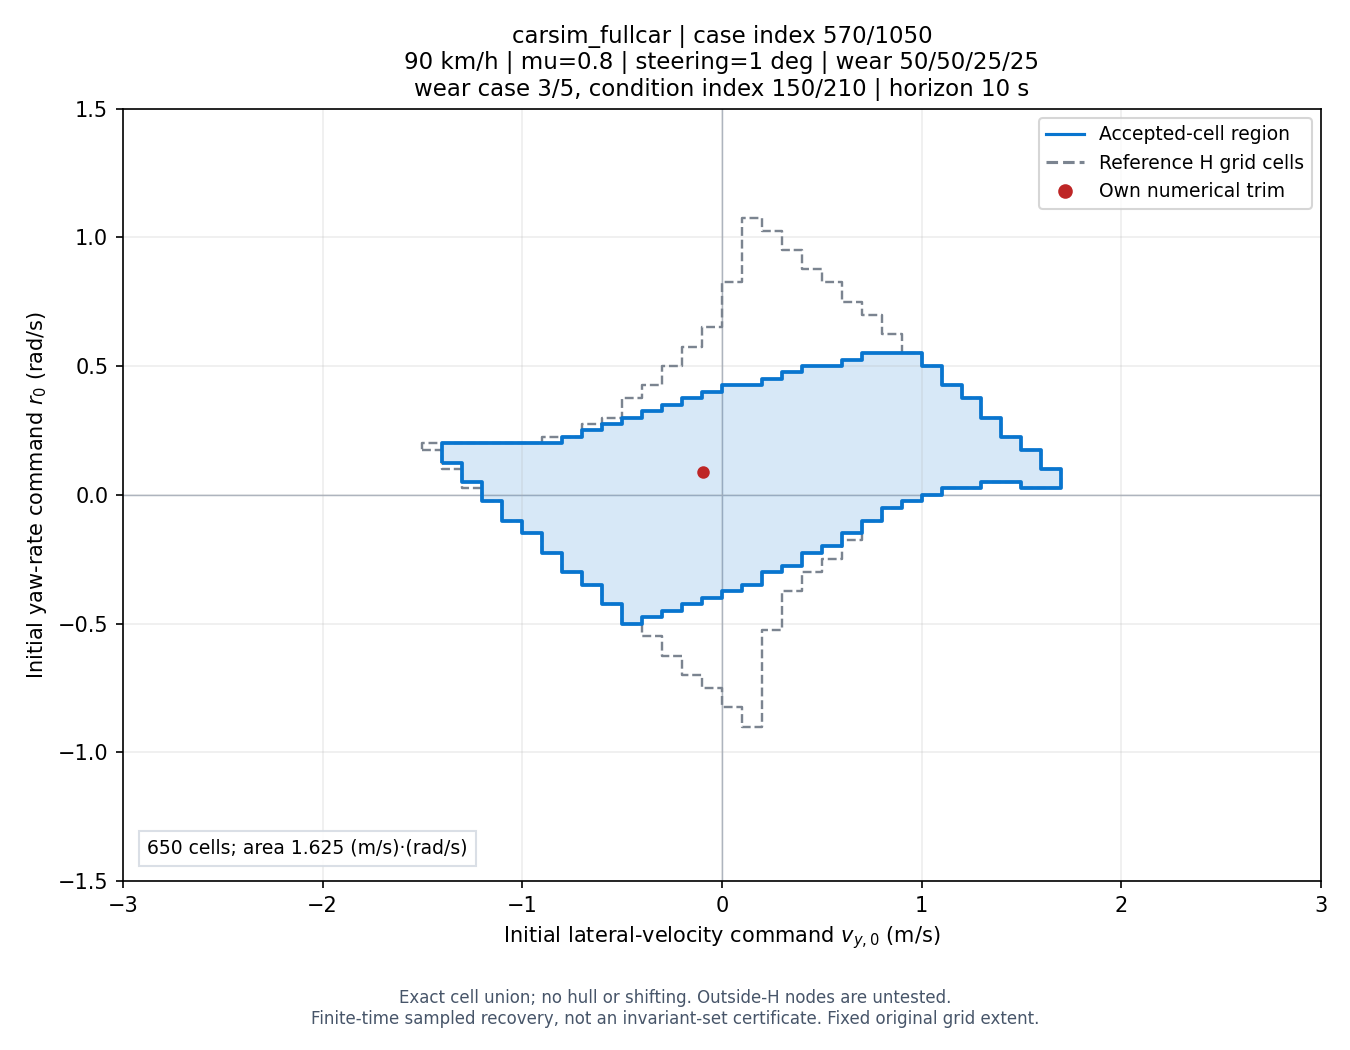 carsim_fullcar | case index 570/1050
90 km/h | mu=0.8 | steering=1 deg | wear 50/50/25/25
wear case 3/5, condition index 150/210 | horizon 10 s
Accepted-cell region
Reference H grid cells
Own numerical trim
1.5
1.0
0.5
0.0
−0.5
−1.0
−1.5
Initial yaw-rate command r₀ (rad/s)
650 cells; area 1.625 (m/s)·(rad/s)
−3
−2
−1
0
1
2
3
Initial lateral-velocity command v_{y,0} (m/s)
Exact cell union; no hull or shifting. Outside-H nodes are untested.
Finite-time sampled recovery, not an invariant-set certificate. Fixed original grid extent.